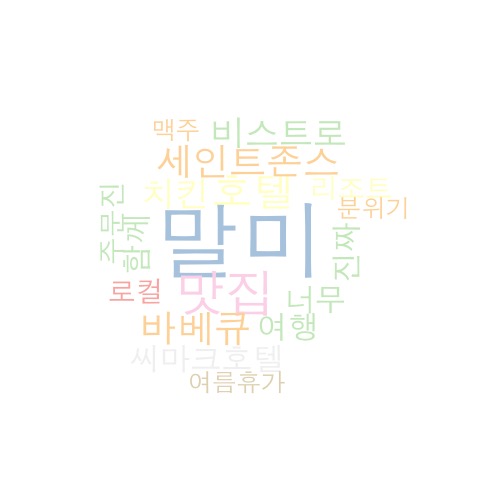 맥주
비스트로
세인트존스
치킨
호텔
리조트
분위기
주문진
함께
말미
진짜
로컬
맛집
너무
바베큐
여행
씨마크호텔
여름휴가